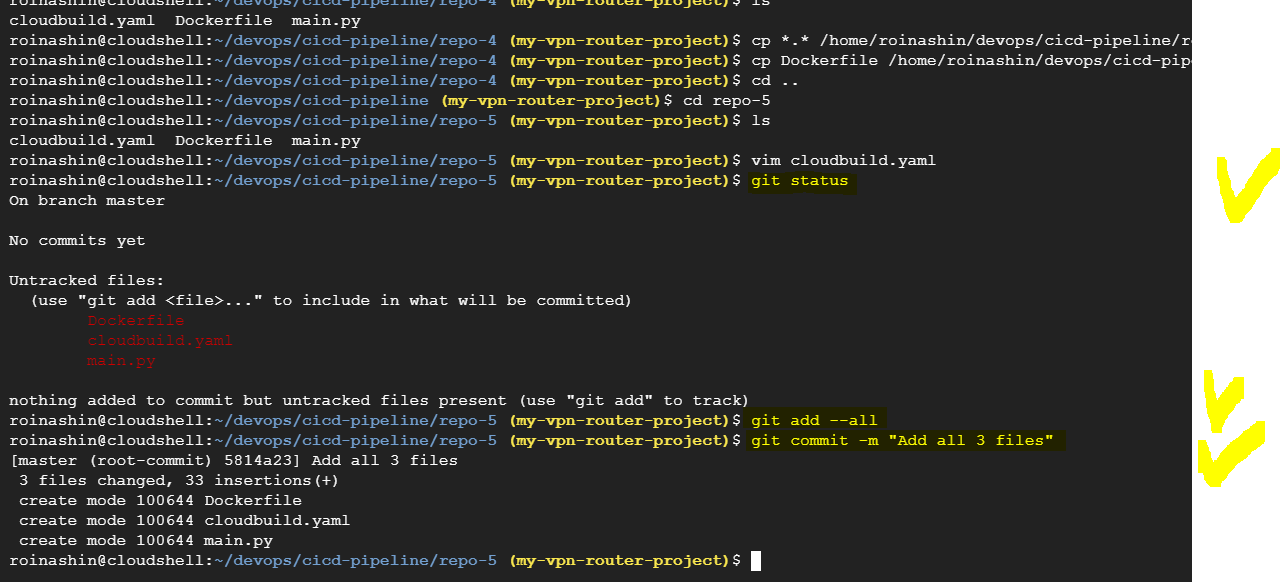 roinashin@cloudshell:~/devops/cicd-pipeline/repo-4 (my-vpn-router-project)$ ls
cloudbuild.yaml  Dockerfile  main.py
roinashin@cloudshell:~/devops/cicd-pipeline/repo-4 (my-vpn-router-project)$ cp *.* /home/roinashin/devops/cicd-pipeline/r
roinashin@cloudshell:~/devops/cicd-pipeline/repo-4 (my-vpn-router-project)$ cp Dockerfile /home/roinashin/devops/cicd-pip
roinashin@cloudshell:~/devops/cicd-pipeline/repo-4 (my-vpn-router-project)$ cd ..
roinashin@cloudshell:~/devops/cicd-pipeline (my-vpn-router-project)$ cd repo-5
roinashin@cloudshell:~/devops/cicd-pipeline/repo-5 (my-vpn-router-project)$ ls
cloudbuild.yaml  Dockerfile  main.py
roinashin@cloudshell:~/devops/cicd-pipeline/repo-5 (my-vpn-router-project)$ vim cloudbuild.yaml
roinashin@cloudshell:~/devops/cicd-pipeline/repo-5 (my-vpn-router-project)$ git status
On branch master
No commits yet
Untracked files:
  (use "git add <file>..." to include in what will be committed)
        Dockerfile
        cloudbuild.yaml
        main.py
nothing added to commit but untracked files present (use "git add" to track)
roinashin@cloudshell:~/devops/cicd-pipeline/repo-5 (my-vpn-router-project)$ git add --all
roinashin@cloudshell:~/devops/cicd-pipeline/repo-5 (my-vpn-router-project)$ git commit -m "Add all 3 files"
[master (root-commit) 5814a23] Add all 3 files
 3 files changed, 33 insertions(+)
 create mode 100644 Dockerfile
 create mode 100644 cloudbuild.yaml
 create mode 100644 main.py
roinashin@cloudshell:~/devops/cicd-pipeline/repo-5 (my-vpn-router-project)$